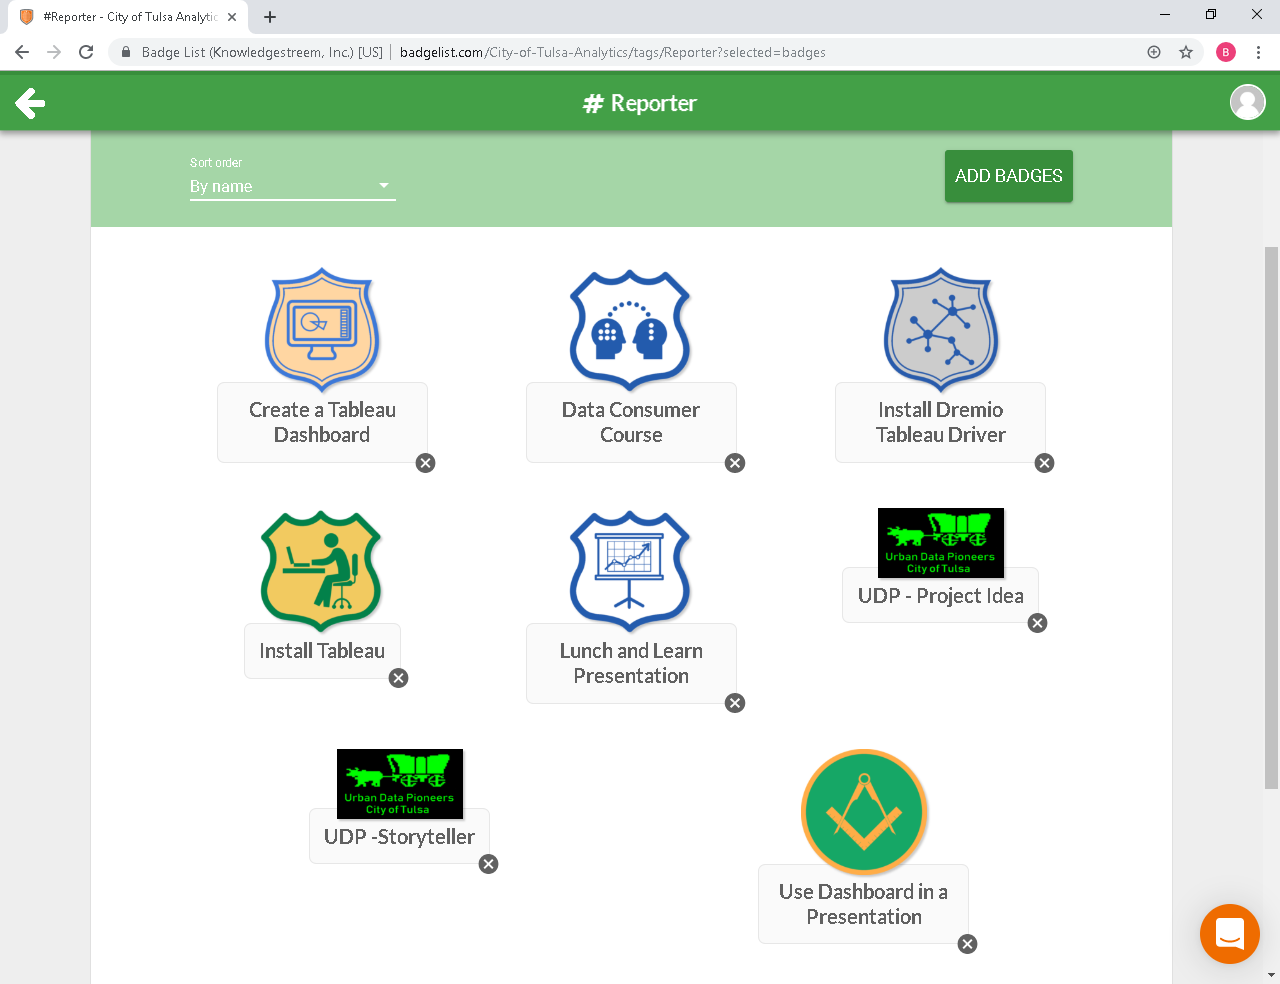 #Reporter - City of Tulsa Analytic
Badge List (Knowledgestreem, Inc.) [US] | badgelist.com/City-of-Tulsa-Analytics/tags/Reporter?selected=badges
B
# Reporter
Sort order
By name
ADD BADGES
Create a Tableau
Dashboard
Data Consumer
Course
Install Dremio
Tableau Driver
Install Tableau
Lunch and Learn
Presentation
Urban Data Pioneers
City of Tulsa
UDP - Project Idea
Urban Data Pioneers
City of Tulsa
UDP -Storyteller
Use Dashboard in a
Presentation